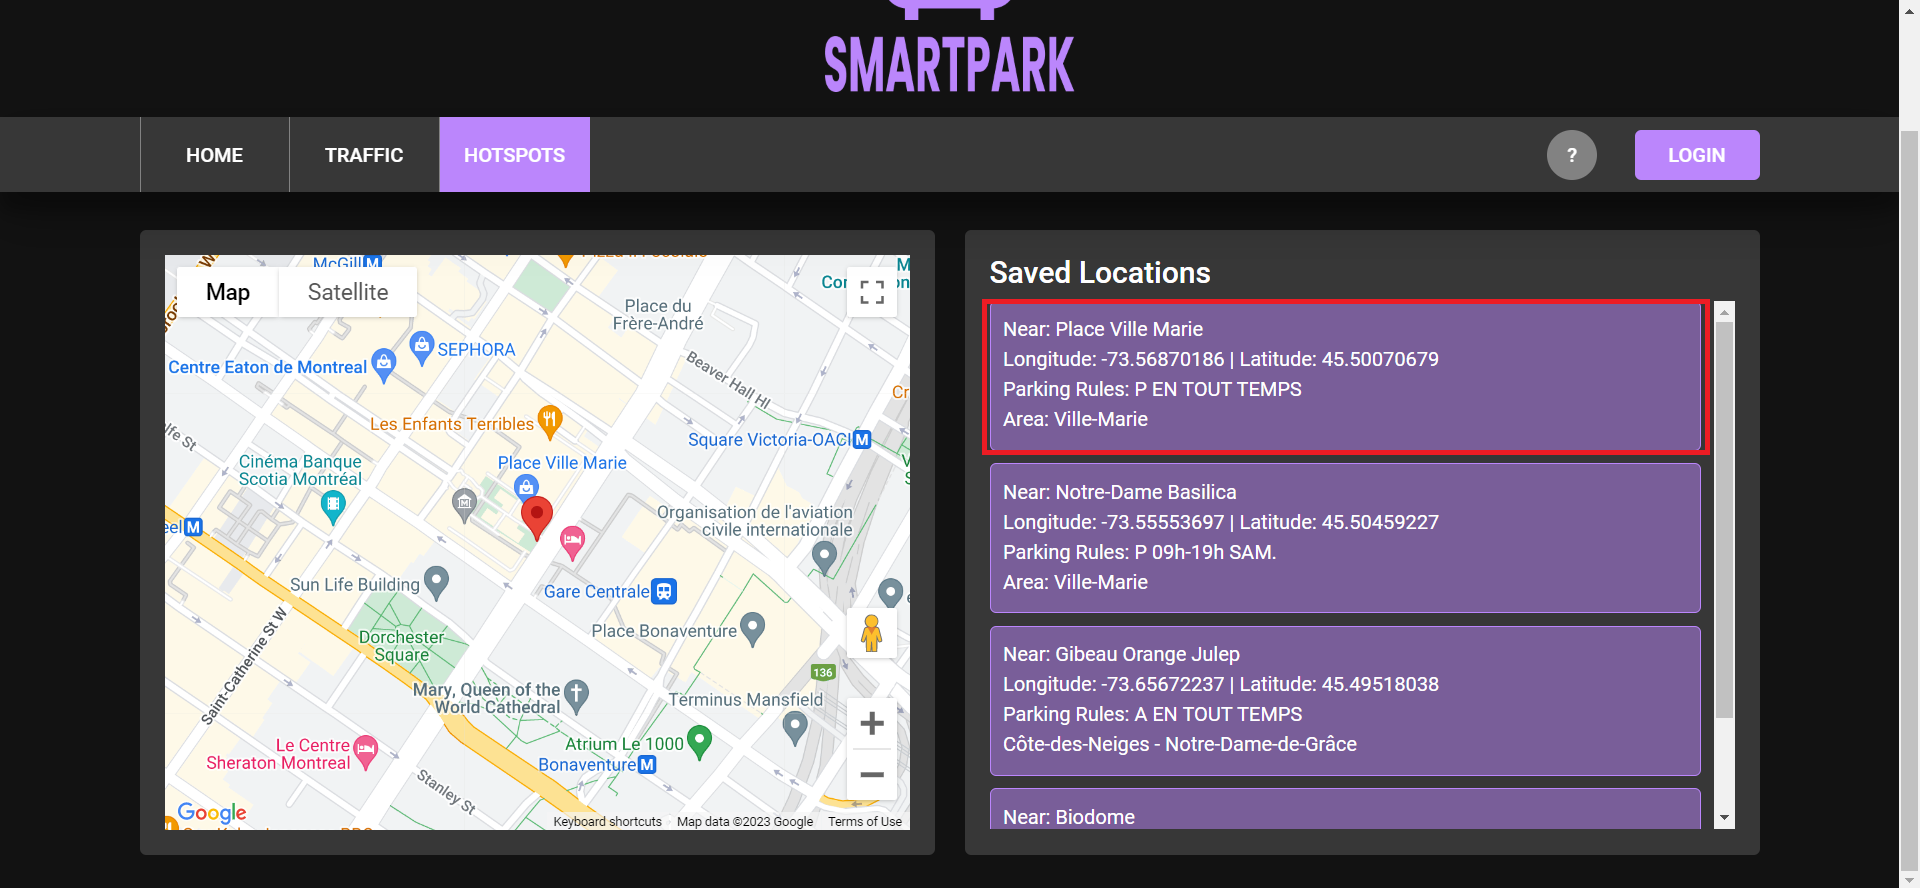 SMARTPARK
HOME
TRAFFIC
HOTSPOTS
?
LOGIN
Map
Satellite
McGill
M
Place du
Frère-André
SEPHORA
Centre Eaton de Montreal
Beaver Hall Hl
Les Enfants Terribles
Square Victoria-OACI
M
Place Ville Marie
Cinéma Banque
Scotia Montréal
M
Organisation de l'aviation
civile internationale
Sun Life Building
Gare Centrale
Place Bonaventure
Dorchester
Square
Saint-Catherine St W
136
Mary, Queen of the
World Cathedral
Terminus Mansfield
Atrium Le 1000
Le Centre
Sheraton Montreal
Bonaventure
M
Stanley St
Google
Keyboard shortcuts
Map data ©2023 Google
Terms of Use
Saved Locations
Near: Place Ville Marie
Longitude: -73.56870186 | Latitude: 45.50070679
Parking Rules: P EN TOUT TEMPS
Area: Ville-Marie
Near: Notre-Dame Basilica
Longitude: -73.55553697 | Latitude: 45.50459227
Parking Rules: P 09h-19h SAM.
Area: Ville-Marie
Near: Gibeau Orange Julep
Longitude: -73.65672237 | Latitude: 45.49518038
Parking Rules: A EN TOUT TEMPS
Côte-des-Neiges - Notre-Dame-de-Grâce
Near: Biodome